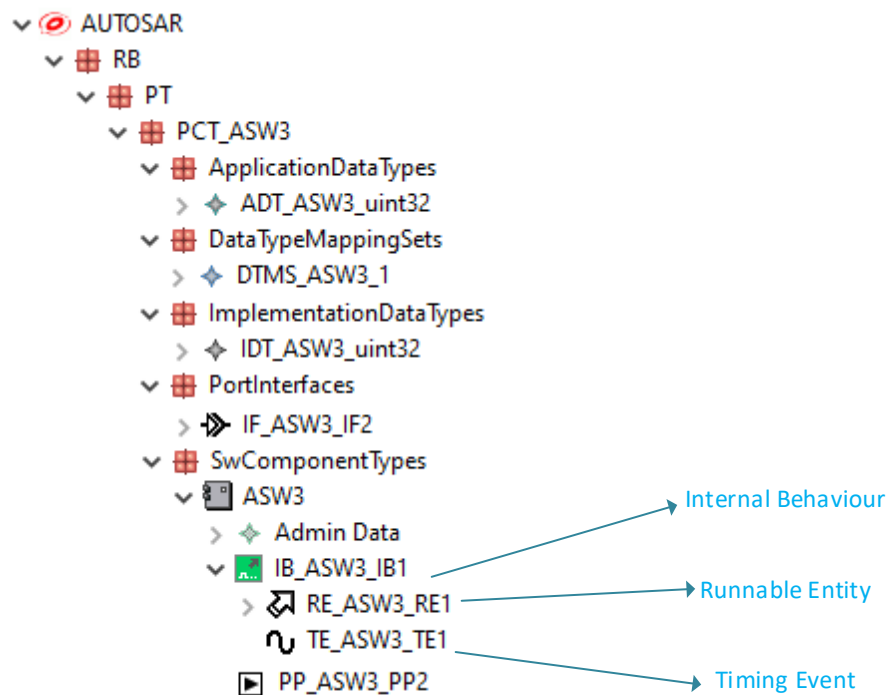 AUTOSAR
RB
PT
PCT_ASW3
ApplicationDataTypes
ADT_ASW3_uint32
DataTypeMappingSets
DTMS_ASW3_1
ImplementationDataTypes
IDT_ASW3_uint32
PortInterfaces
IF_ASW3_IF2
SwComponentTypes
ASW3
Internal Behaviour
Admin Data
IB_ASW3_IB1
Runnable Entity
RE_ASW3_RE1
TE_ASW3_TE1
Timing Event
PP_ASW3_PP2